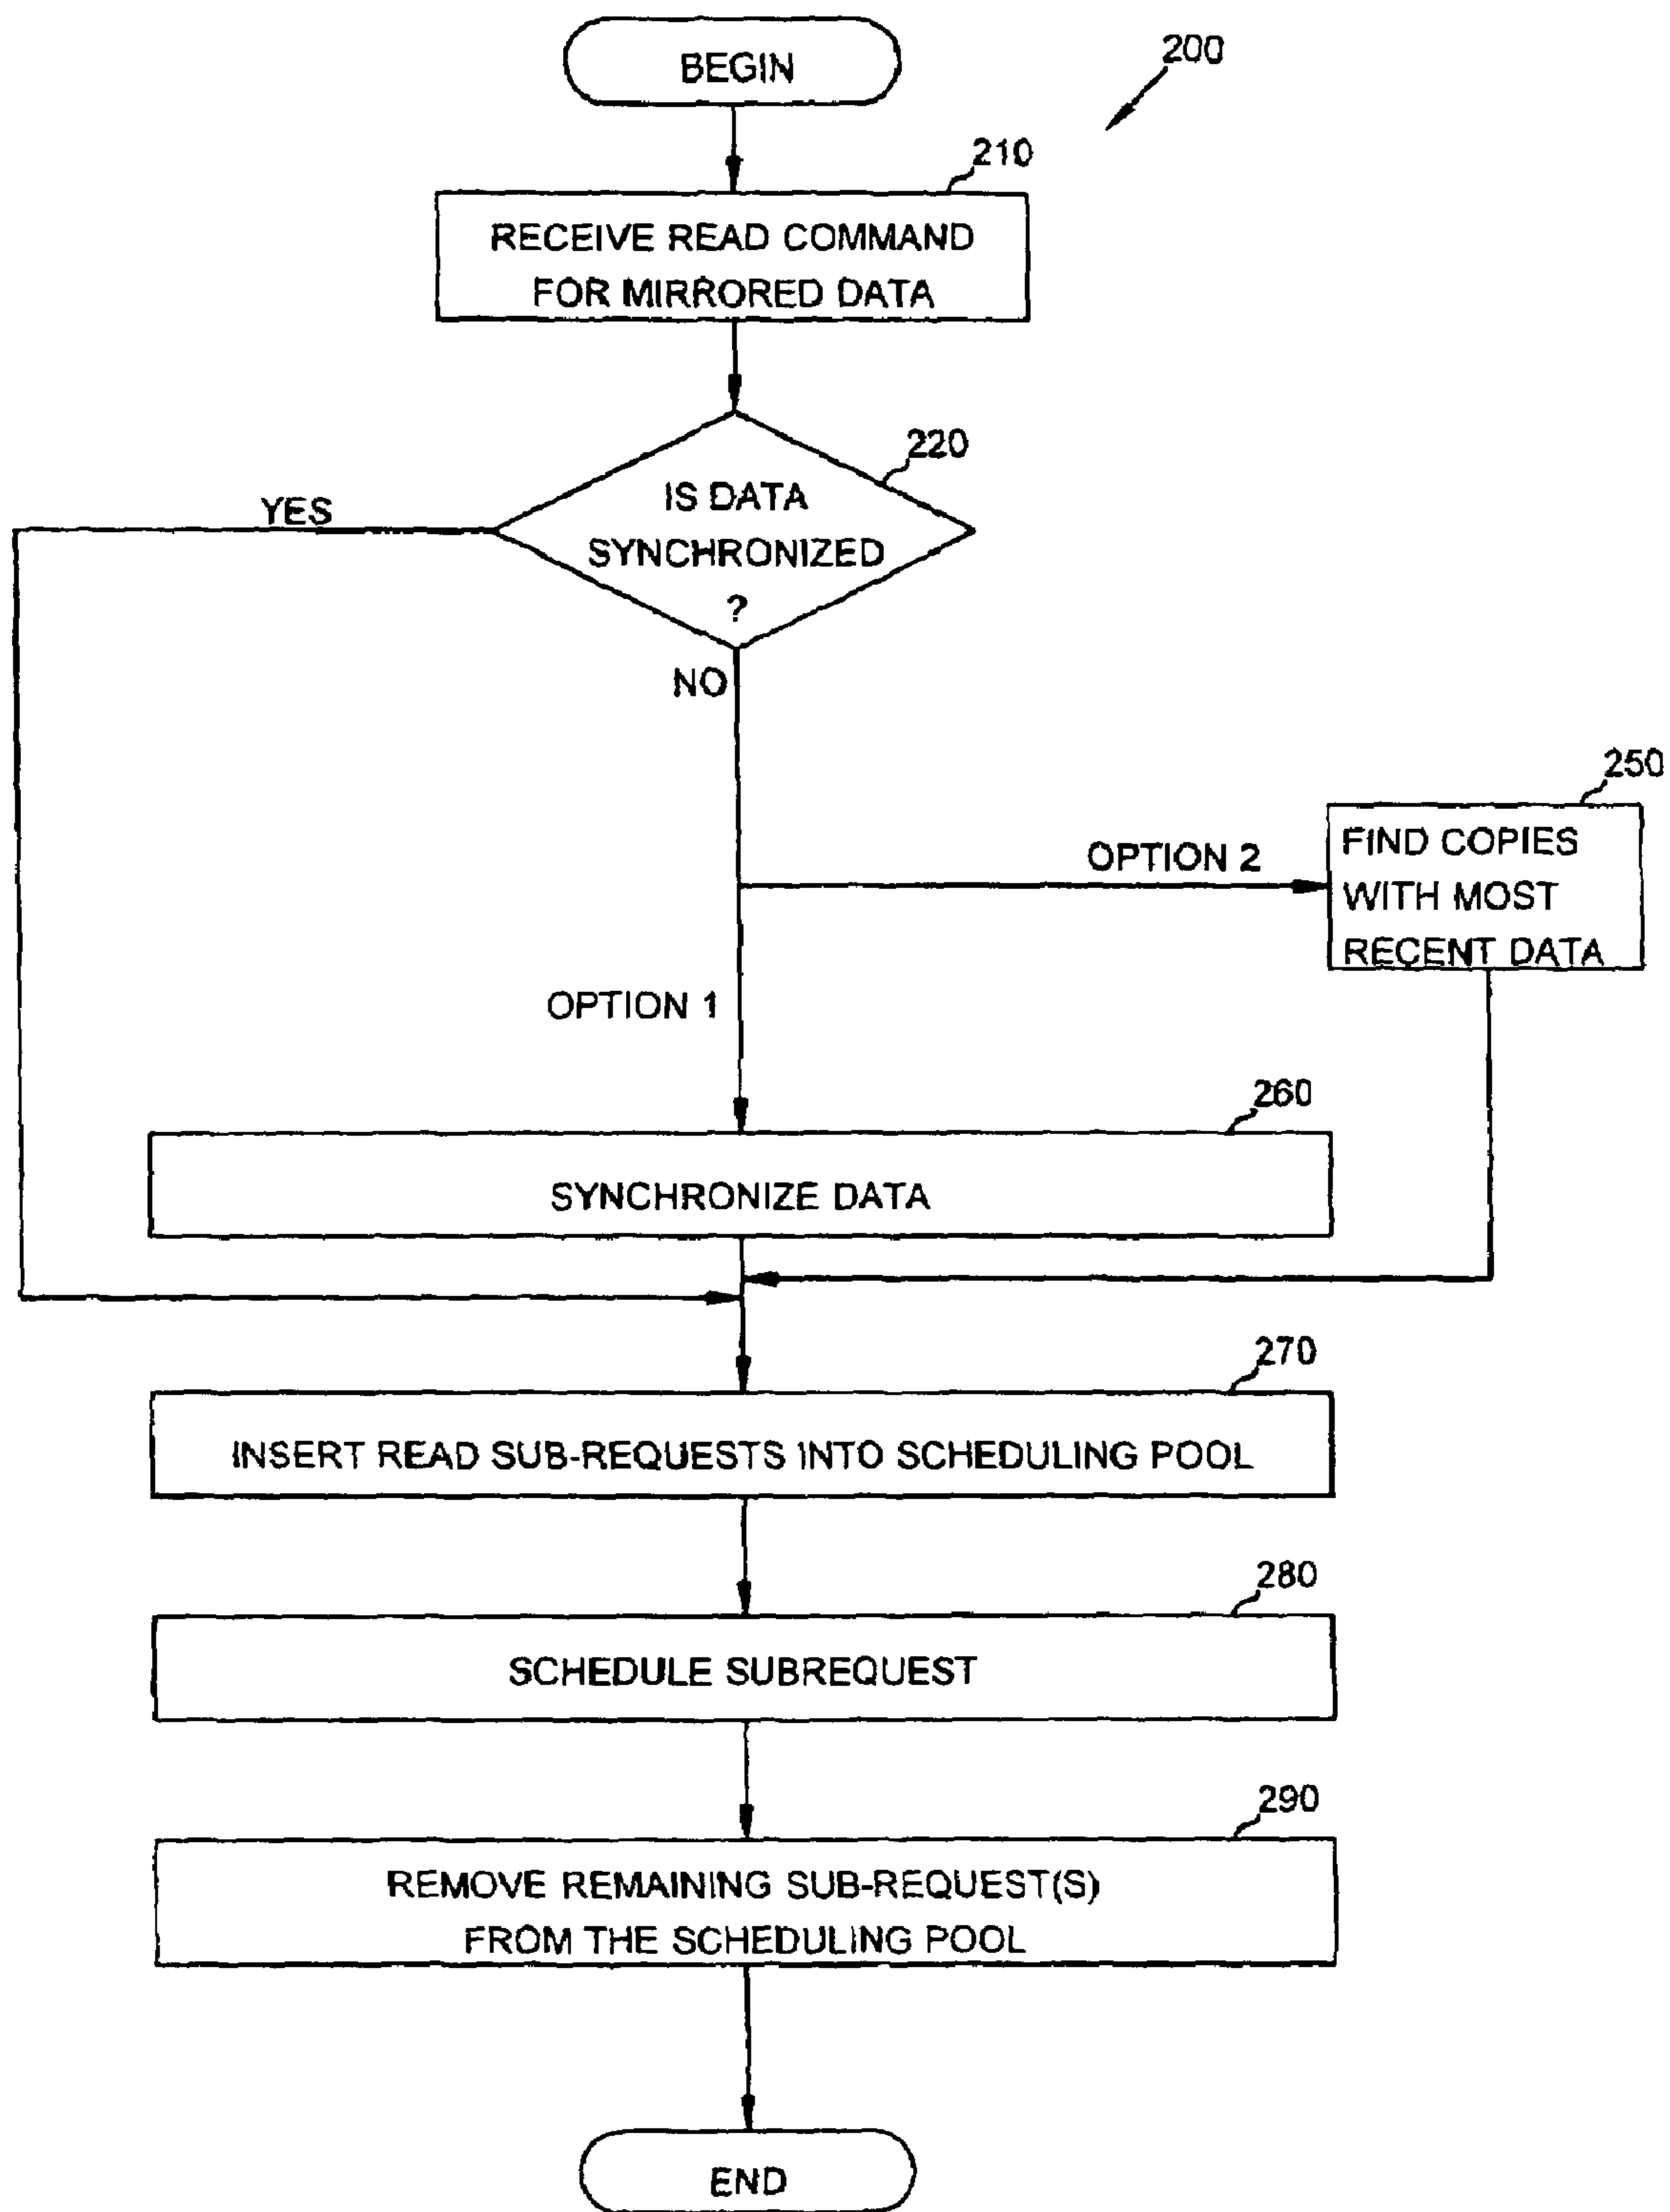 BEGIN
200
210
RECEIVE READ COMMAND
FOR MIRRORED DATA
220
IS DATA
SYNCHRONIZED
?
YES
NO
250
OPTION 2
FIND COPIES
WITH MOST
RECENT DATA
OPTION 1
260
SYNCHRONIZE DATA
270
INSERT READ SUB-REQUESTS INTO SCHEDULING POOL
280
SCHEDULE SUBREQUEST
290
REMOVE REMAINING SUB-REQUEST(S)
FROM THE SCHEDULING POOL
END